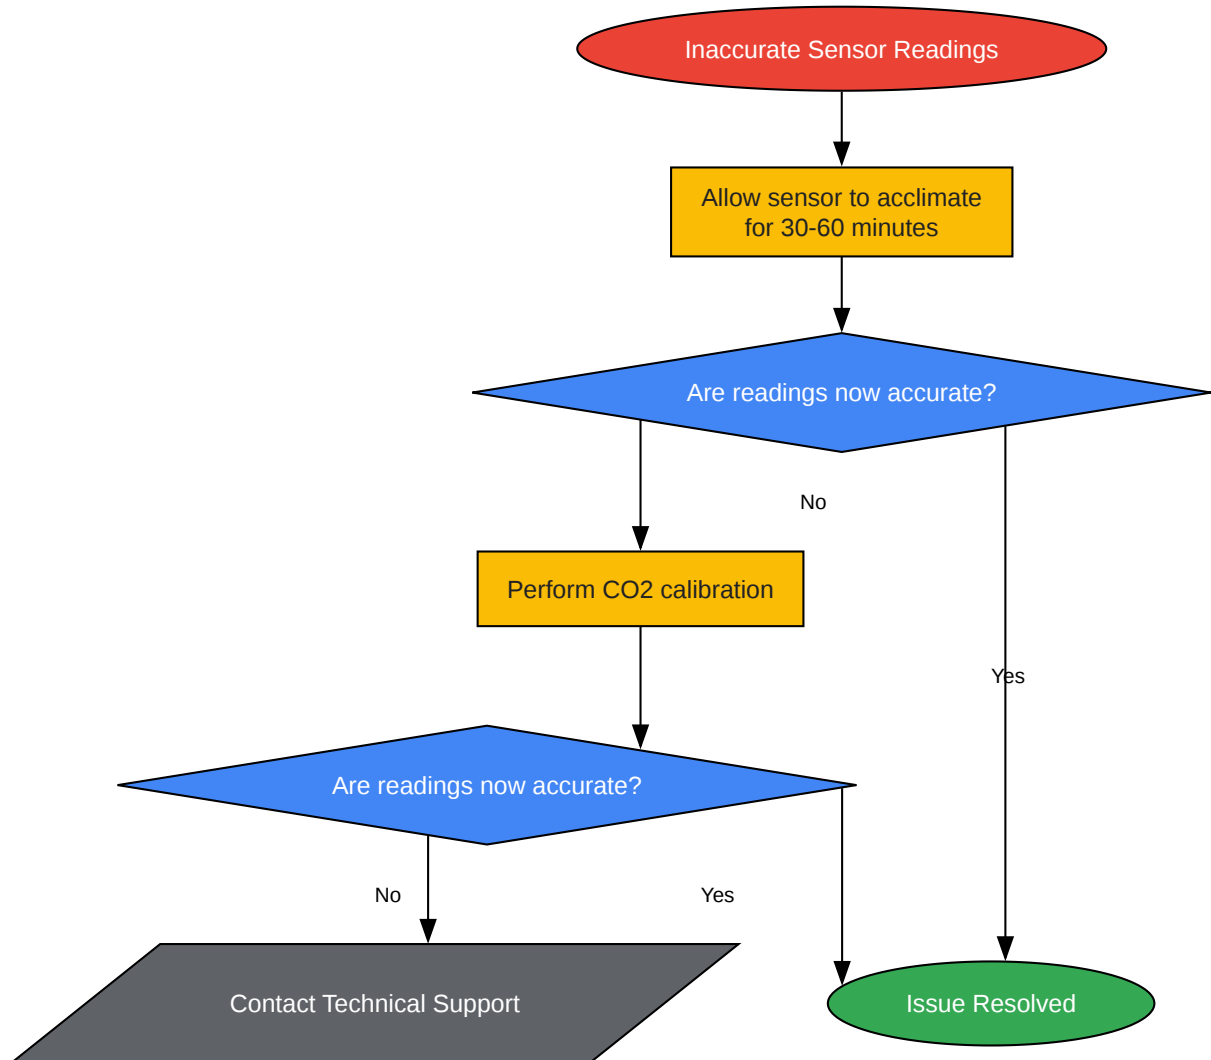 Inaccurate Sensor Readings
Allow sensor to acclimate
for 30-60 minutes
Are readings now accurate?
No
Perform CO2 calibration
Yes
Are readings now accurate?
No
Yes
Contact Technical Support
Issue Resolved